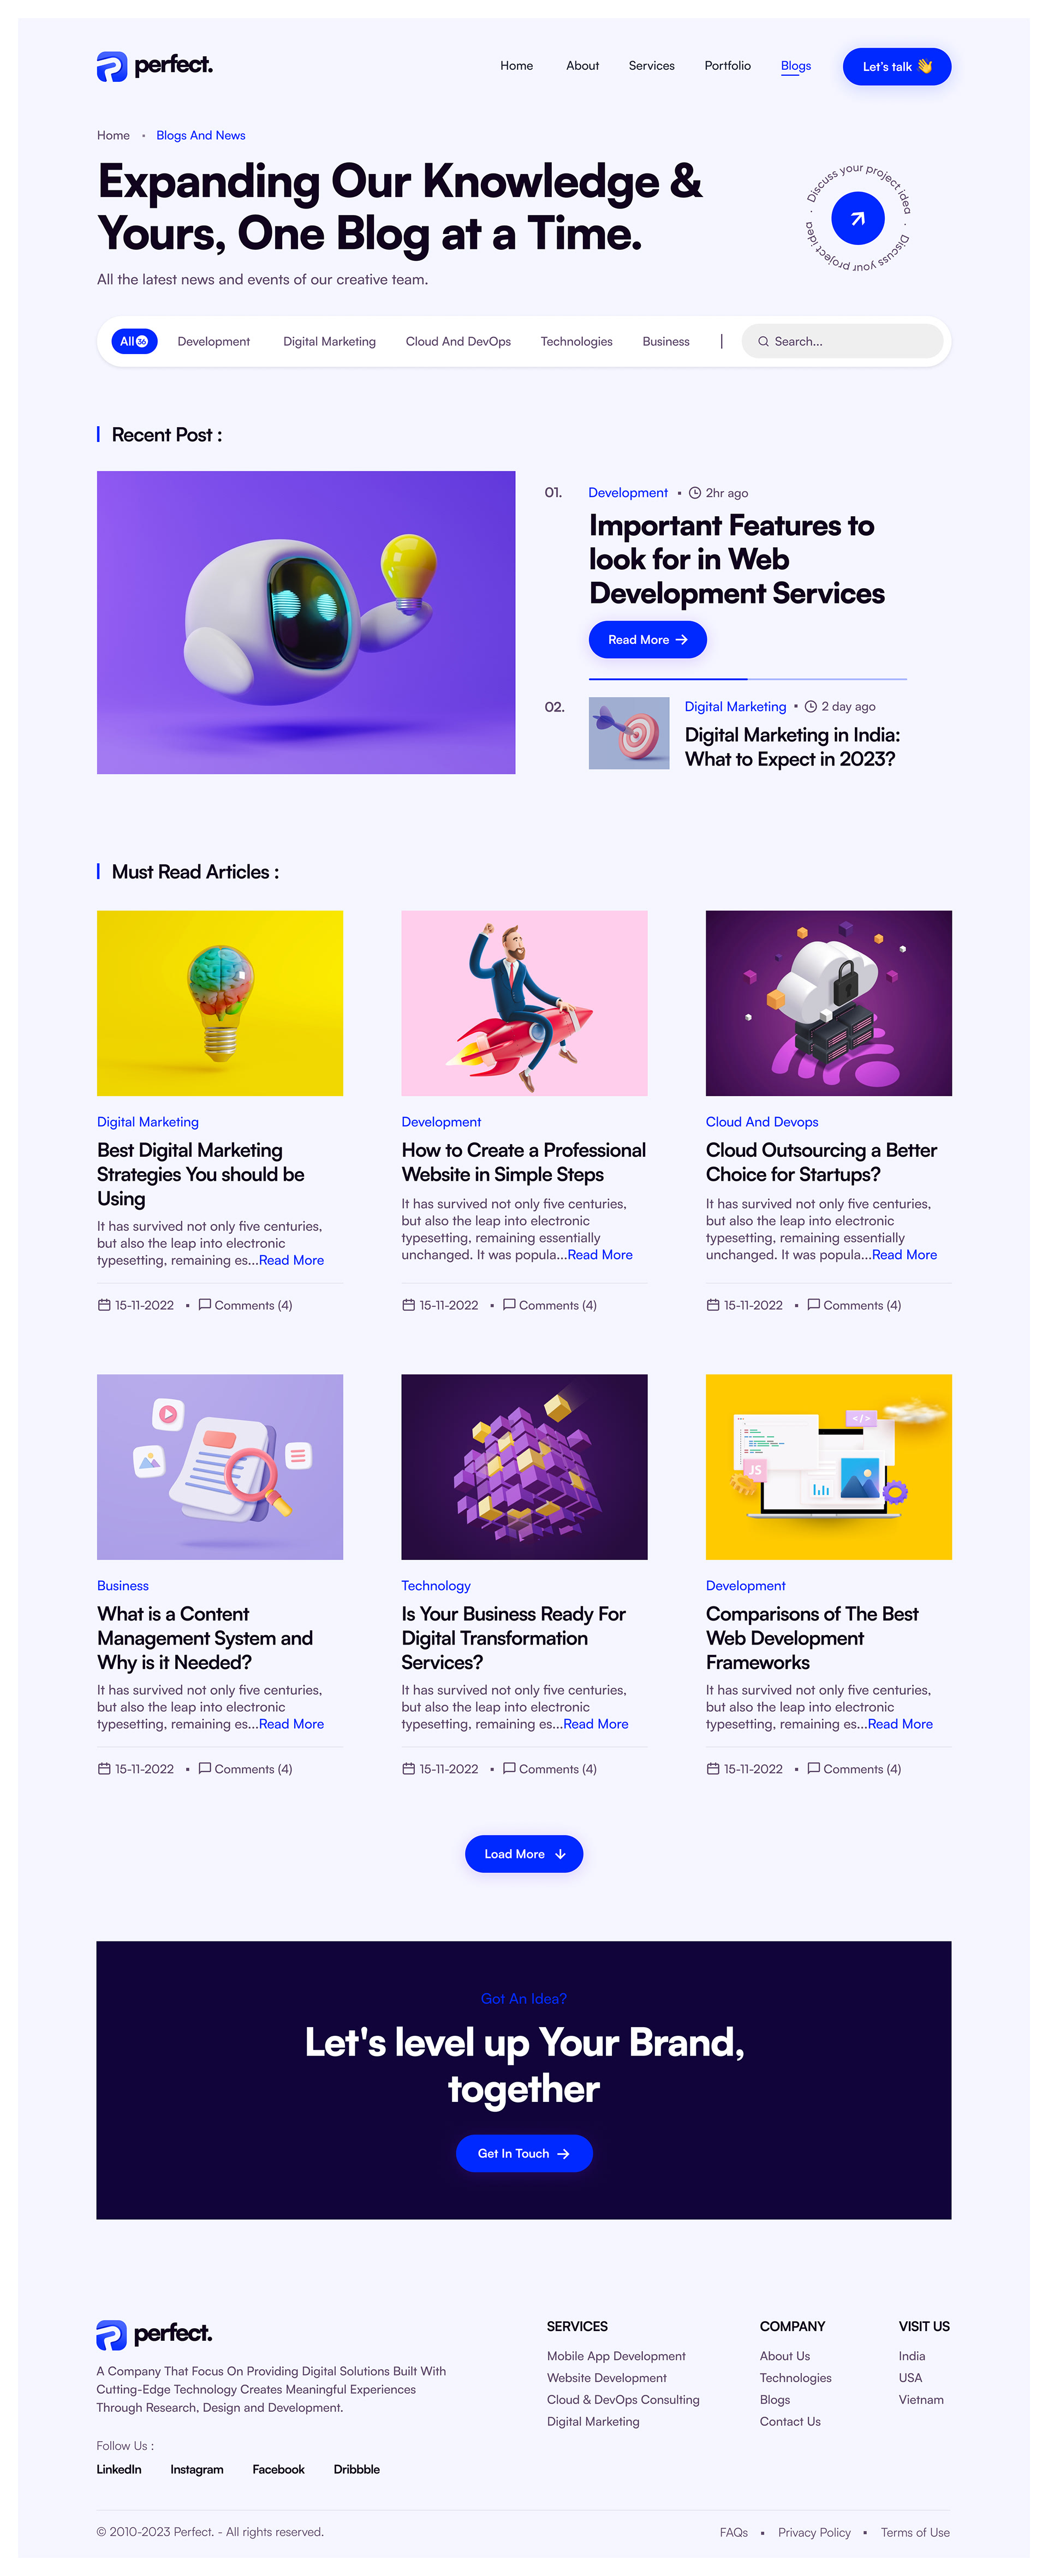 perfect.
Home About Services Portfolio Blogs Let's talk 👋
Home • Blogs And News
Expanding Our Knowledge &
Yours, One Blog at a Time.
All the latest news and events of our creative team.
Discuss your project idea · Discuss your project idea ·
All 36 Development Digital Marketing Cloud And DevOps Technologies Business | Search...
Recent Post :
01. Development • 2hr ago
Important Features to
look for in Web
Development Services
Read More →
02. Digital Marketing • 2 day ago
Digital Marketing in India:
What to Expect in 2023?
Must Read Articles :
Digital Marketing
Best Digital Marketing
Strategies You should be
Using
It has survived not only five centuries,
but also the leap into electronic
typesetting, remaining es...Read More
15-11-2022 • Comments (4)
Development
How to Create a Professional
Website in Simple Steps
It has survived not only five centuries,
but also the leap into electronic
typesetting, remaining essentially
unchanged. It was popula...Read More
15-11-2022 • Comments (4)
Cloud And Devops
Cloud Outsourcing a Better
Choice for Startups?
It has survived not only five centuries,
but also the leap into electronic
typesetting, remaining essentially
unchanged. It was popula...Read More
15-11-2022 • Comments (4)
Business
What is a Content
Management System and
Why is it Needed?
It has survived not only five centuries,
but also the leap into electronic
typesetting, remaining es...Read More
15-11-2022 • Comments (4)
Technology
Is Your Business Ready For
Digital Transformation
Services?
It has survived not only five centuries,
but also the leap into electronic
typesetting, remaining es...Read More
15-11-2022 • Comments (4)
</>
JS
Development
Comparisons of The Best
Web Development
Frameworks
It has survived not only five centuries,
but also the leap into electronic
typesetting, remaining es...Read More
15-11-2022 • Comments (4)
Load More ↓
Got An Idea?
Let's level up Your Brand,
together
Get In Touch →
perfect.
A Company That Focus On Providing Digital Solutions Built With
Cutting-Edge Technology Creates Meaningful Experiences
Through Research, Design and Development.
Follow Us :
LinkedIn Instagram Facebook Dribbble
SERVICES
Mobile App Development
Website Development
Cloud & DevOps Consulting
Digital Marketing
COMPANY
About Us
Technologies
Blogs
Contact Us
VISIT US
India
USA
Vietnam
© 2010-2023 Perfect. - All rights reserved.
FAQs • Privacy Policy • Terms of Use